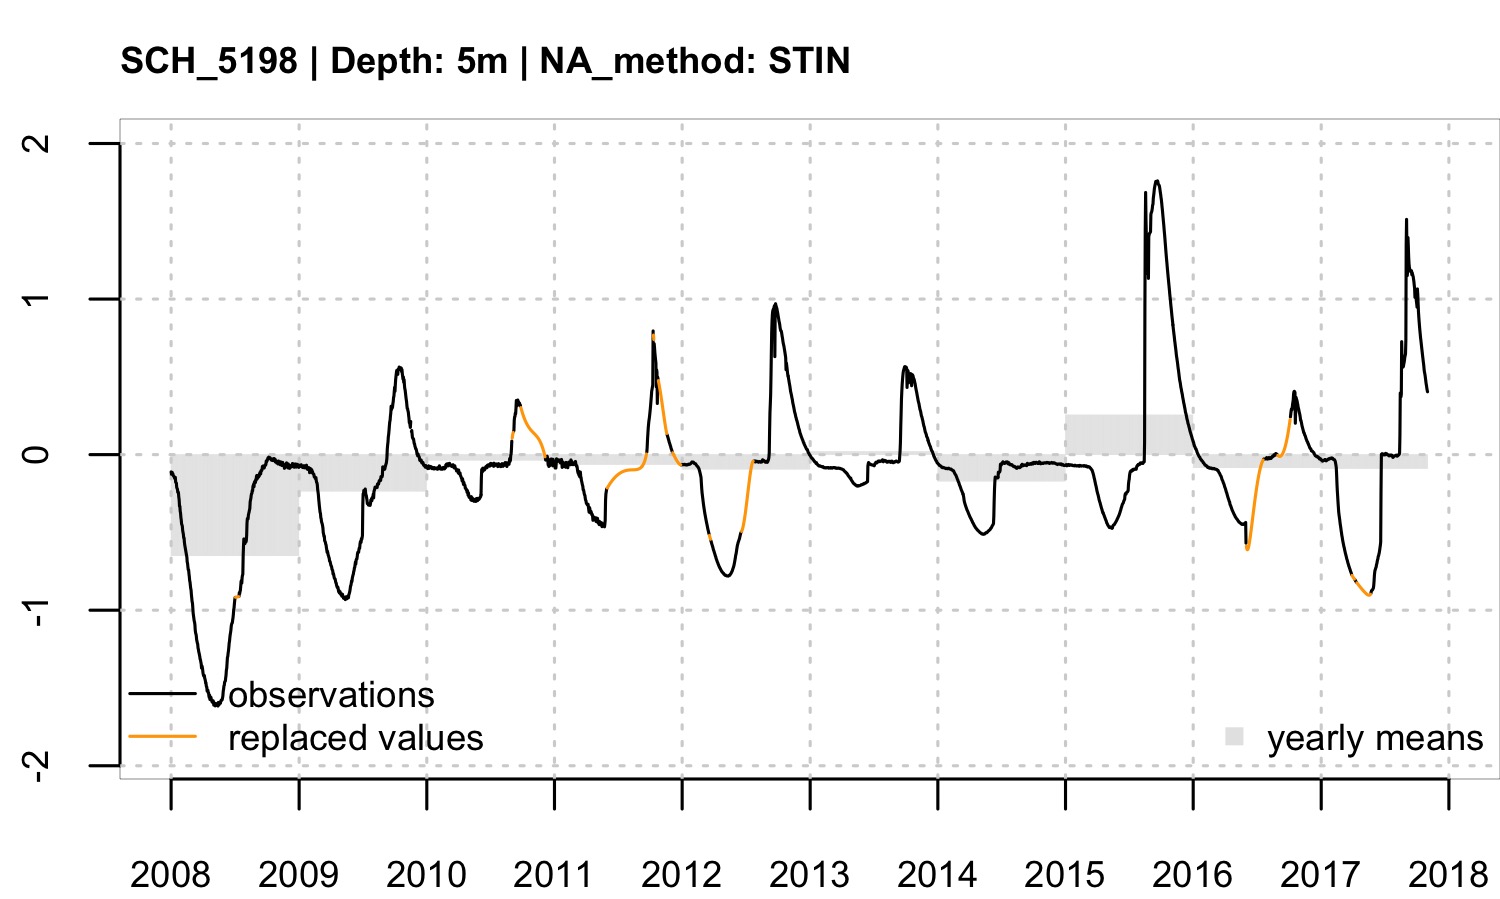 SCH_5198 | Depth: 5m | NA_method: STIN
2
1
0
-1
-2
observations
replaced values
yearly means
2008 2009 2010 2011 2012 2013 2014 2015 2016 2017 2018